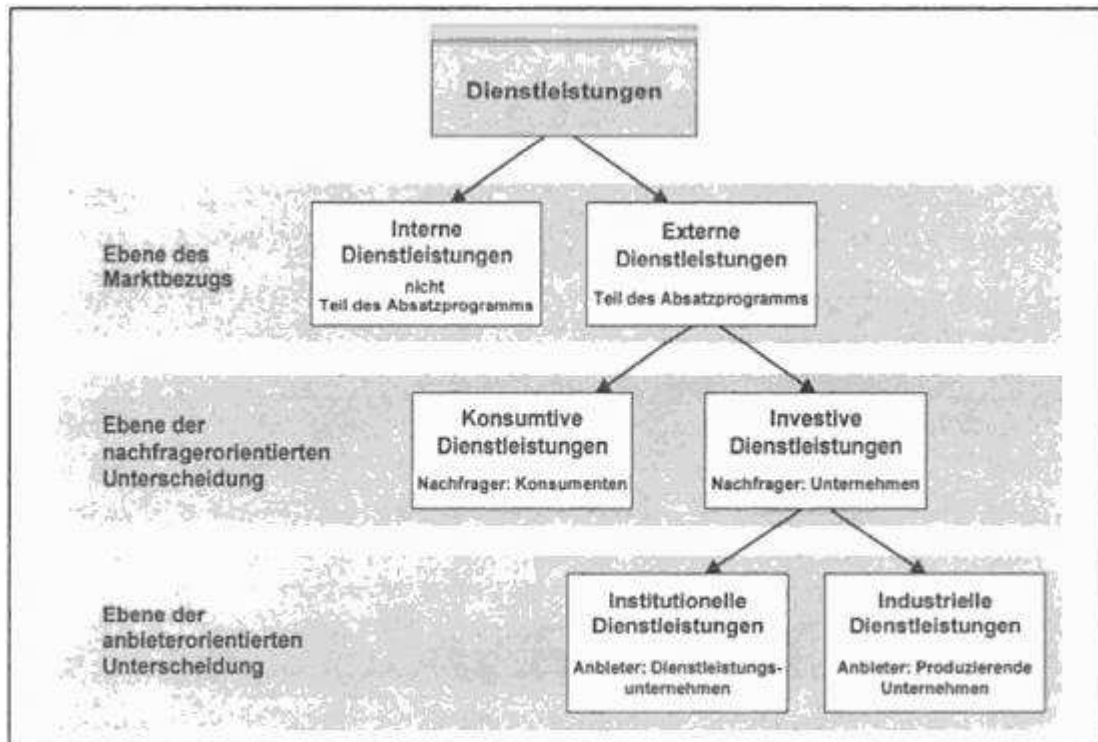 Dienstleistungen
Ebene des
Marktbezugs
Interne
Dienstleistungen
nicht
Teil des Absatzprogramms
Externe
Dienstleistungen
Teil des Absatzprogramms
Ebene der
nachfragerorientierten
Unterscheidung
Konsumtive
Dienstleistungen
Nachfrager: Konsumenten
Investive
Dienstleistungen
Nachfrager: Unternehmen
Ebene der
anbieterorientierten
Unterscheidung
Institutionelle
Dienstleistungen
Anbieter: Dienstleistungs-
unternehmen
Industrielle
Dienstleistungen
Anbieter: Produzierende
Unternehmen